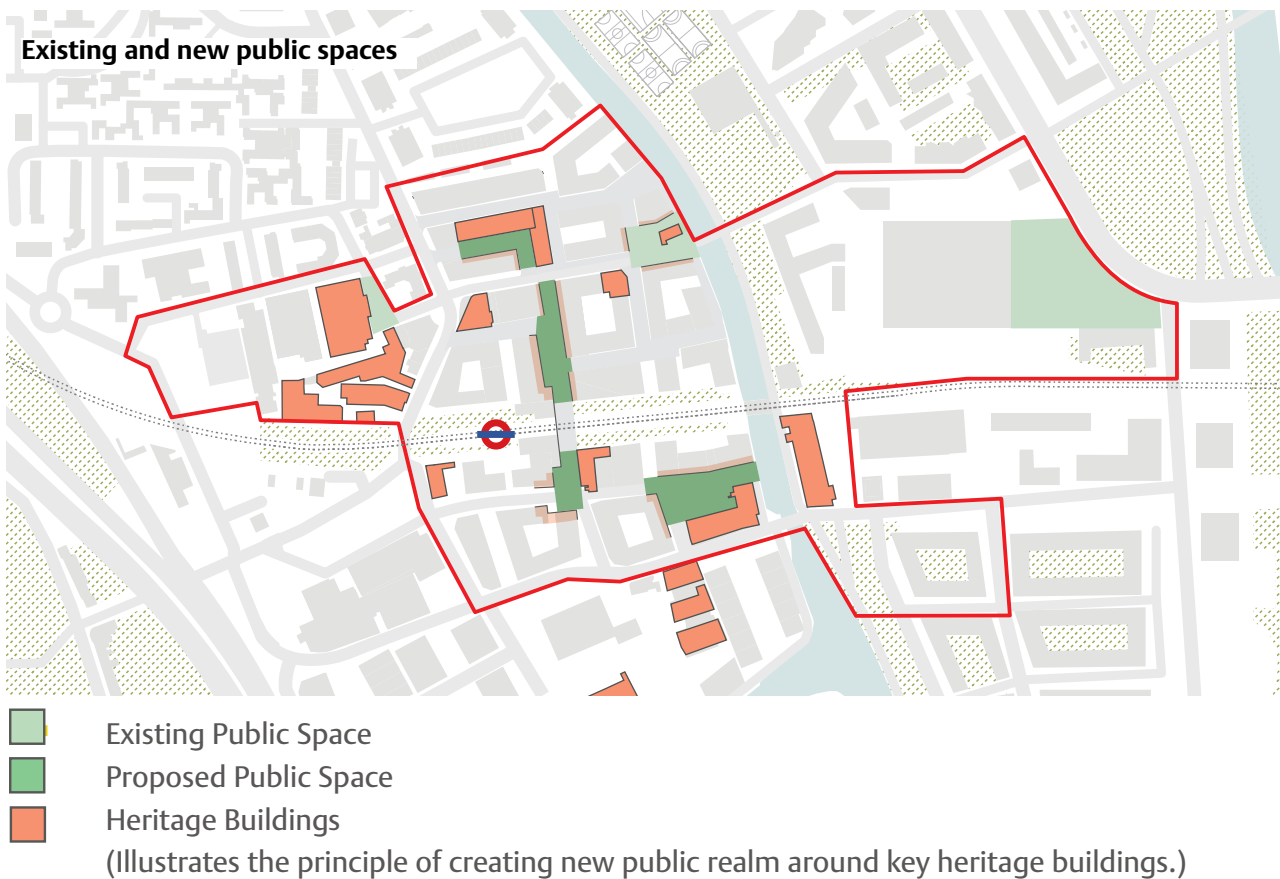 Existing and new public spaces
Existing Public Space
Proposed Public Space
Heritage Buildings
(Illustrates the principle of creating new public realm around key heritage buildings.)